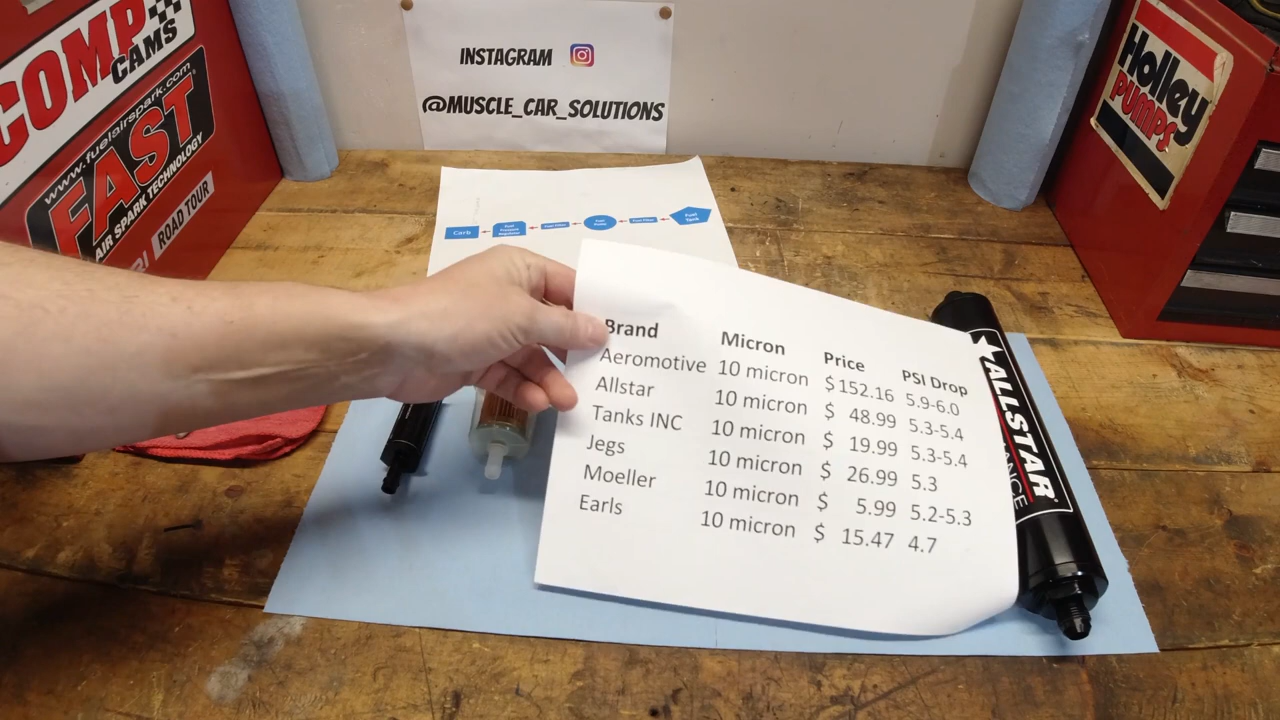 COMP
CAMS
www.fuelairspark.com
FAST
AIR SPARK TECHNOLOGY
ROAD TOUR
INSTAGRAM
@MUSCLE_CAR_SOLUTIONS
Holley
PUMPS
Carb
Fuel Pressure Regulator
Fuel Filter
Fuel Pump
Fuel Filter
Fuel Tank
Brand Micron Price PSI Drop
Aeromotive 10 micron $152.16 5.9-6.0
Allstar 10 micron $ 48.99 5.3-5.4
Tanks INC 10 micron $ 19.99 5.3-5.4
Jegs 10 micron $ 26.99 5.3
Moeller 10 micron $ 5.99 5.2-5.3
Earls 10 micron $ 15.47 4.7
ALLSTAR